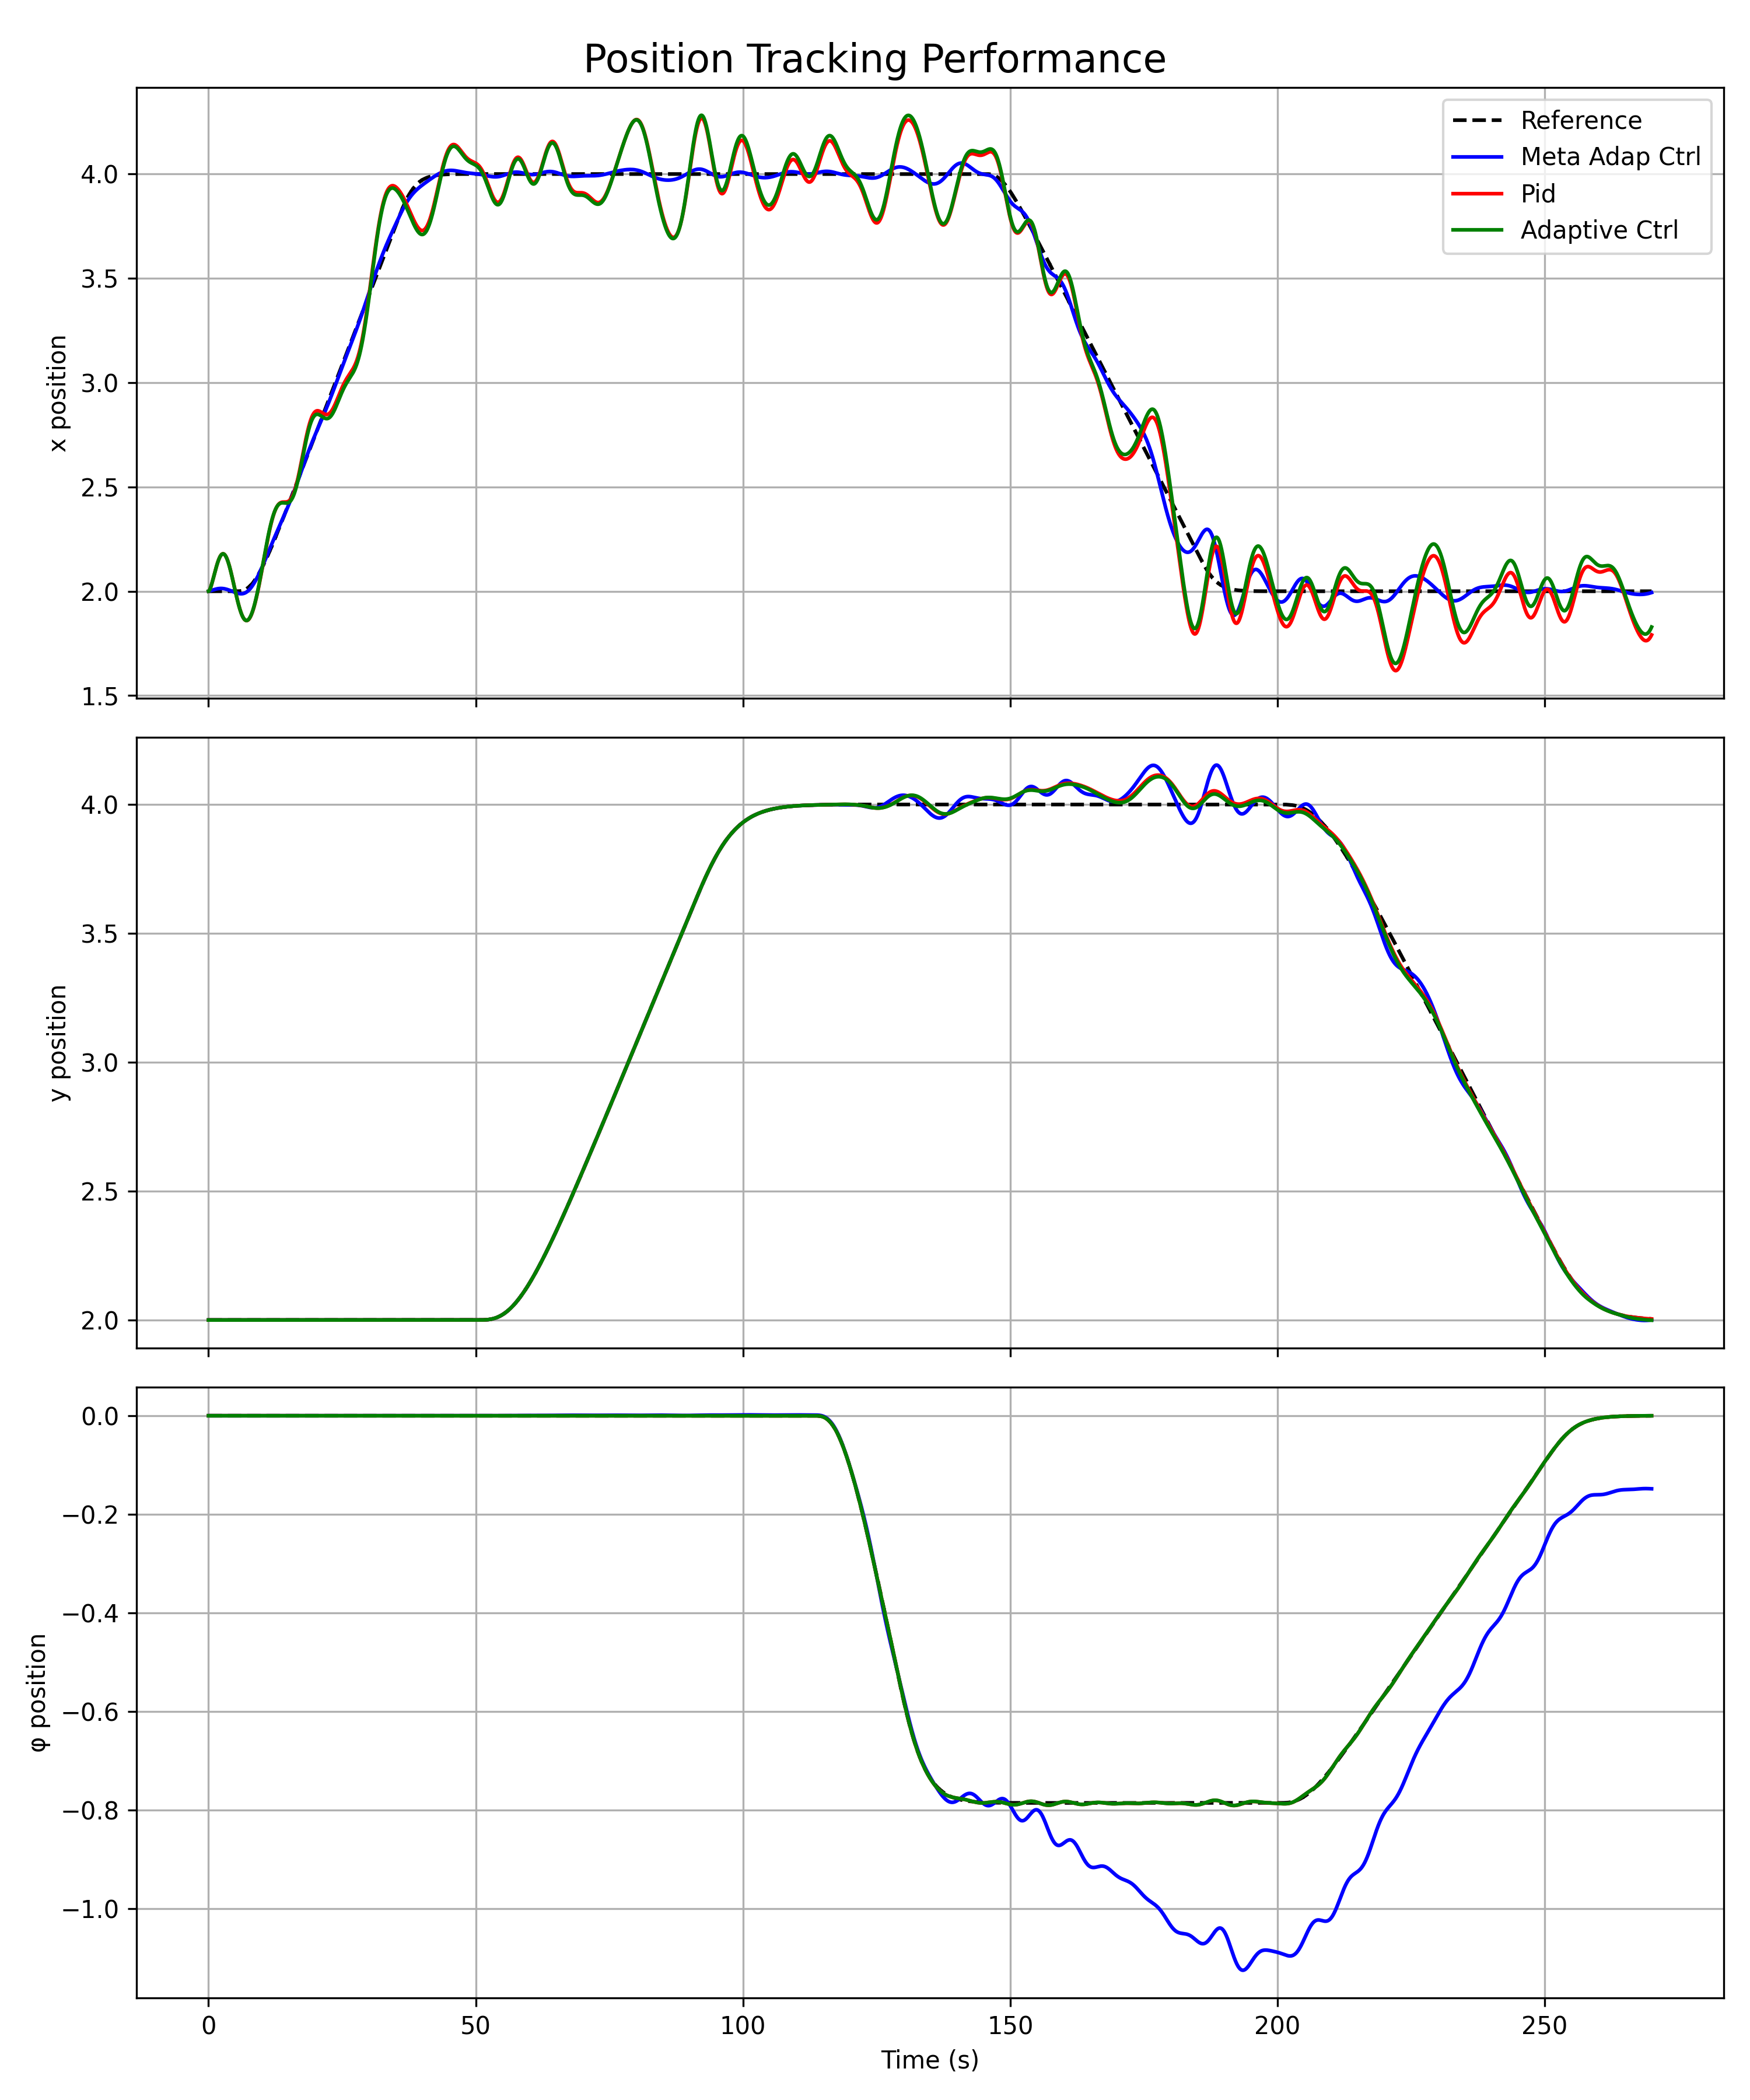 Position Tracking Performance
Reference
Meta Adap Ctrl
Pid
Adaptive Ctrl
x position
4.0
3.5
3.0
2.5
2.0
1.5
y position
4.0
3.5
3.0
2.5
2.0
φ position
0.0
−0.2
−0.4
−0.6
−0.8
−1.0
0 50 100 150 200 250
Time (s)